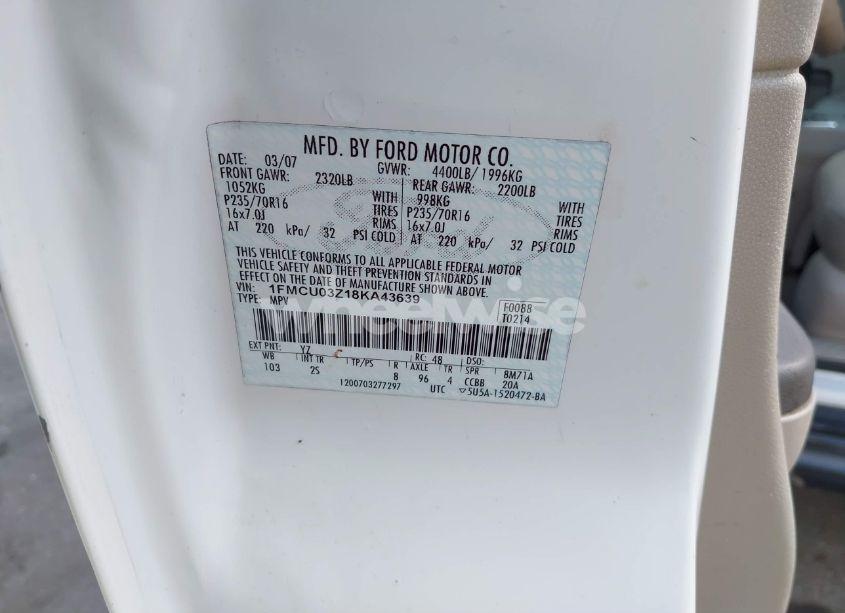 MFD. BY FORD MOTOR CO.
DATE: 03/07 GVWR: 4400LB/ 1996KG
FRONT GAWR: 2320LB REAR GAWR: 2200LB
1052KG WITH 998KG WITH
P235/70R16 TIRES P235/70R16 TIRES
16x7.0J RIMS 16x7.0J RIMS
AT 220 kPa/ 32 PSI COLD AT 220 kPa/ 32 PSI COLD
THIS VEHICLE CONFORMS TO ALL APPLICABLE FEDERAL MOTOR
VEHICLE SAFETY AND THEFT PREVENTION STANDARDS IN
EFFECT ON THE DATE OF MANUFACTURE SHOWN ABOVE.
VIN: 1FMCU03Z18KA43639 F0088
TYPE: MPV T0214
EXT PNT: YZ RC: 48 DSO:
WB INT TR TP/PS R AXLE TR SPR BM71A
103 2S 8 96 4 CCBB 20A
1200703277297 UTC 5U5A-1520472-BA
wheelwise
Ford